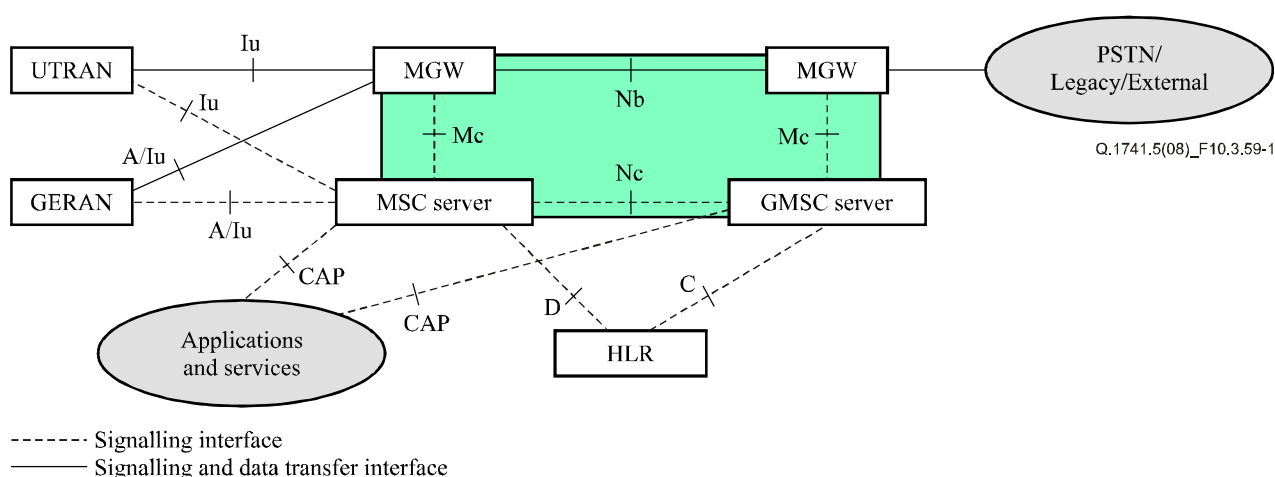 Iu
UTRAN
MGW
MGW
PSTN/
Legacy/External
Nb
Iu
Mc
Mc
Q.1741.5(08)_F10.3.59-1
A/Iu
Nc
GERAN
MSC server
GMSC server
A/Iu
CAP
C
D
CAP
Applications
and services
HLR
Signalling interface
Signalling and data transfer interface